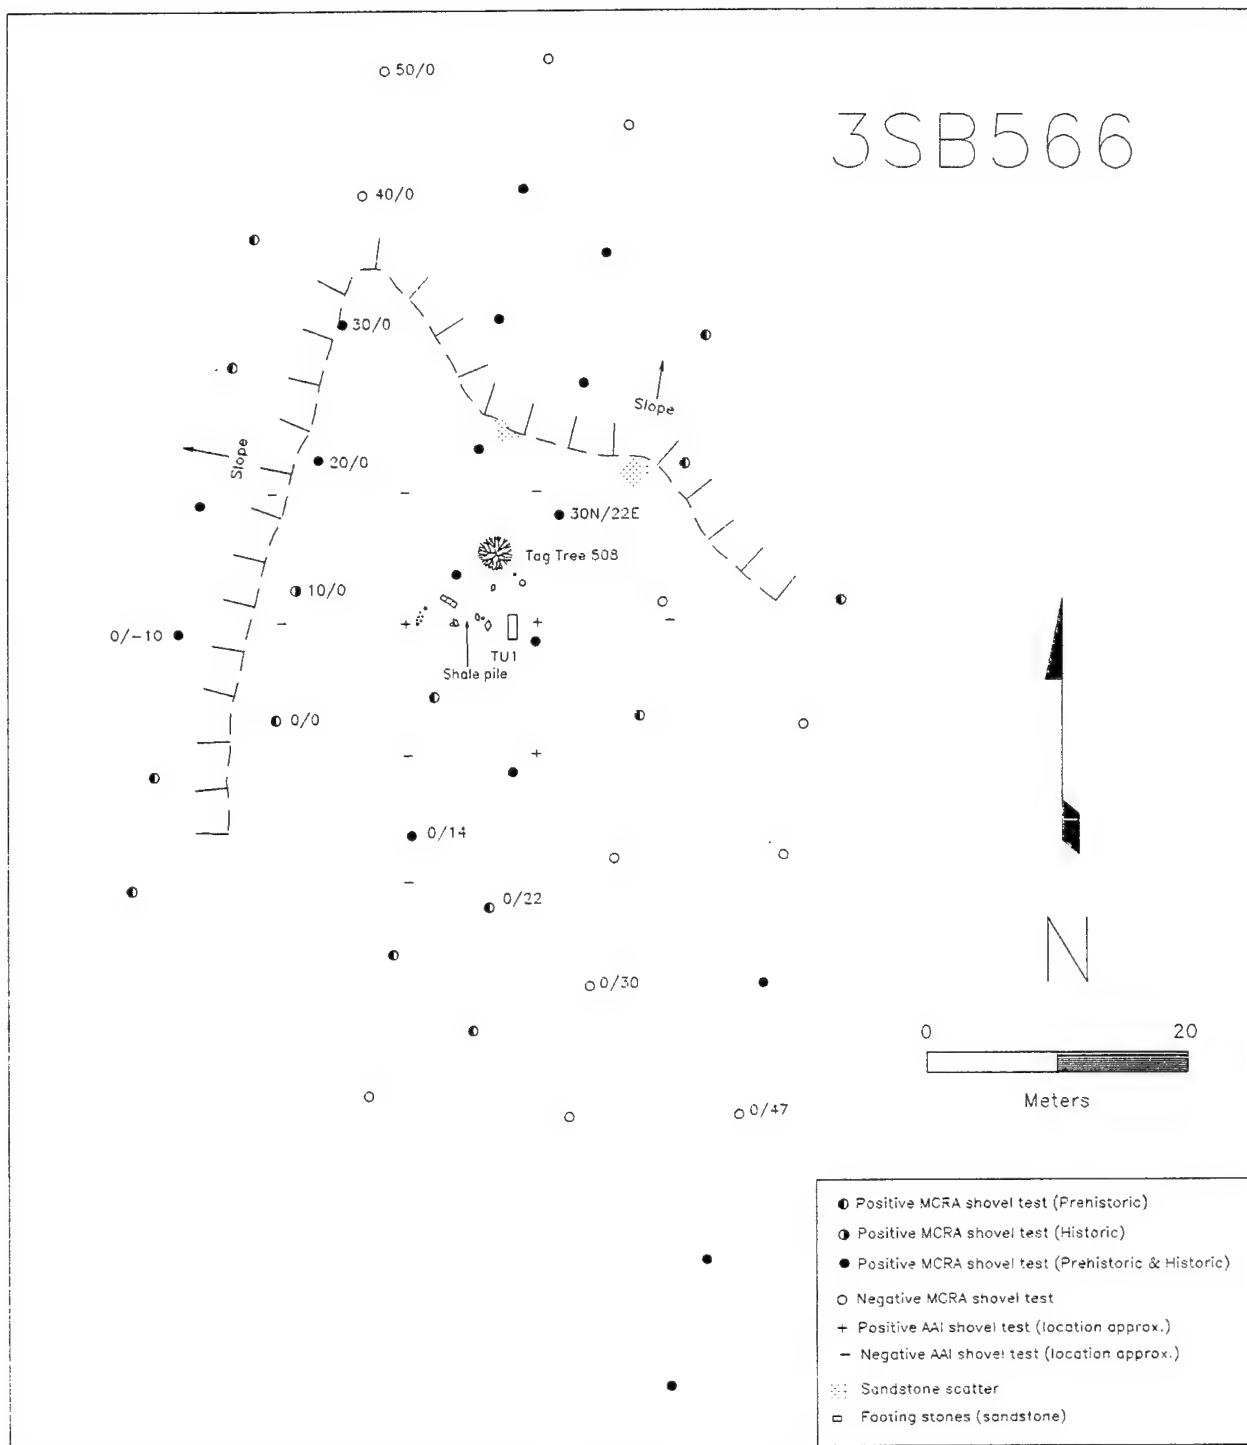 50/0
3SB566
40/0
30/0
Slope
Slope
20/0
30N/22E
Tag Tree 508
10/0
0/-10
TU1
Shale pile
0/0
0/14
0/22
0/30
N
0 20
Meters
0/47
Positive MCRA shovel test (Prehistoric)
Positive MCRA shovel test (Historic)
Positive MCRA shovel test (Prehistoric & Historic)
Negative MCRA shovel test
+ Positive AAI shovel test (location approx.)
– Negative AAI shovel test (location approx.)
Sandstone scatter
Footing stones (sandstone)